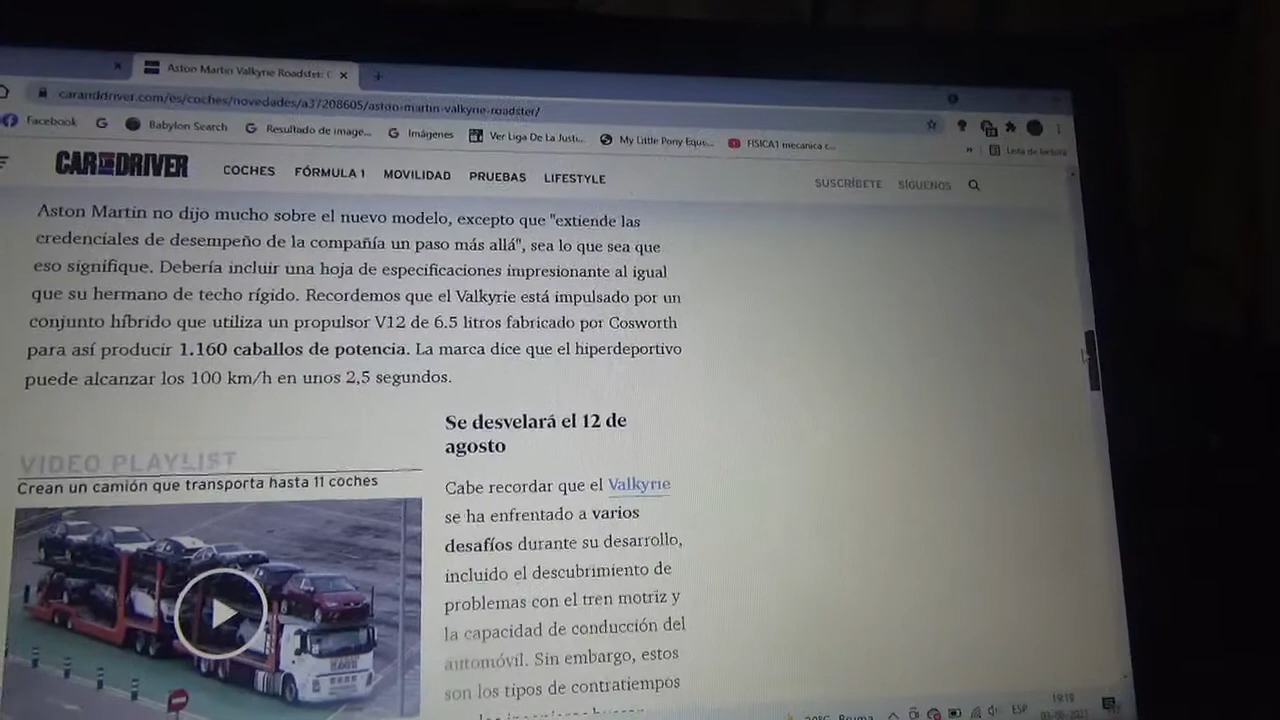 Aston Martin Valkyrie Roadster: C
caranddriver.com/es/coches/novedades/a37208605/aston-martin-valkyrie-roadster/
Facebook
Babylon Search
Resultado de image...
Imágenes
Ver Liga De La Justi...
My Little Pony Eque...
FISICA1 mecanica c...
Lista de lectura
CAR AND DRIVER
COCHES
FÓRMULA 1
MOVILIDAD
PRUEBAS
LIFESTYLE
SUSCRÍBETE
SÍGUENOS
Aston Martin no dijo mucho sobre el nuevo modelo, excepto que "extiende las
credenciales de desempeño de la compañía un paso más allá", sea lo que sea que
eso signifique. Debería incluir una hoja de especificaciones impresionante al igual
que su hermano de techo rígido. Recordemos que el Valkyrie está impulsado por un
conjunto híbrido que utiliza un propulsor V12 de 6.5 litros fabricado por Cosworth
para así producir 1.160 caballos de potencia. La marca dice que el hiperdeportivo
puede alcanzar los 100 km/h en unos 2,5 segundos.
VIDEO PLAYLIST
Crean un camión que transporta hasta 11 coches
Se desvelará el 12 de
agosto
Cabe recordar que el Valkyrie
se ha enfrentado a varios
desafíos durante su desarrollo,
incluido el descubrimiento de
problemas con el tren motriz y
la capacidad de conducción del
automóvil. Sin embargo, estos
son los tipos de contratiempos
Bruma
ESP
19:19